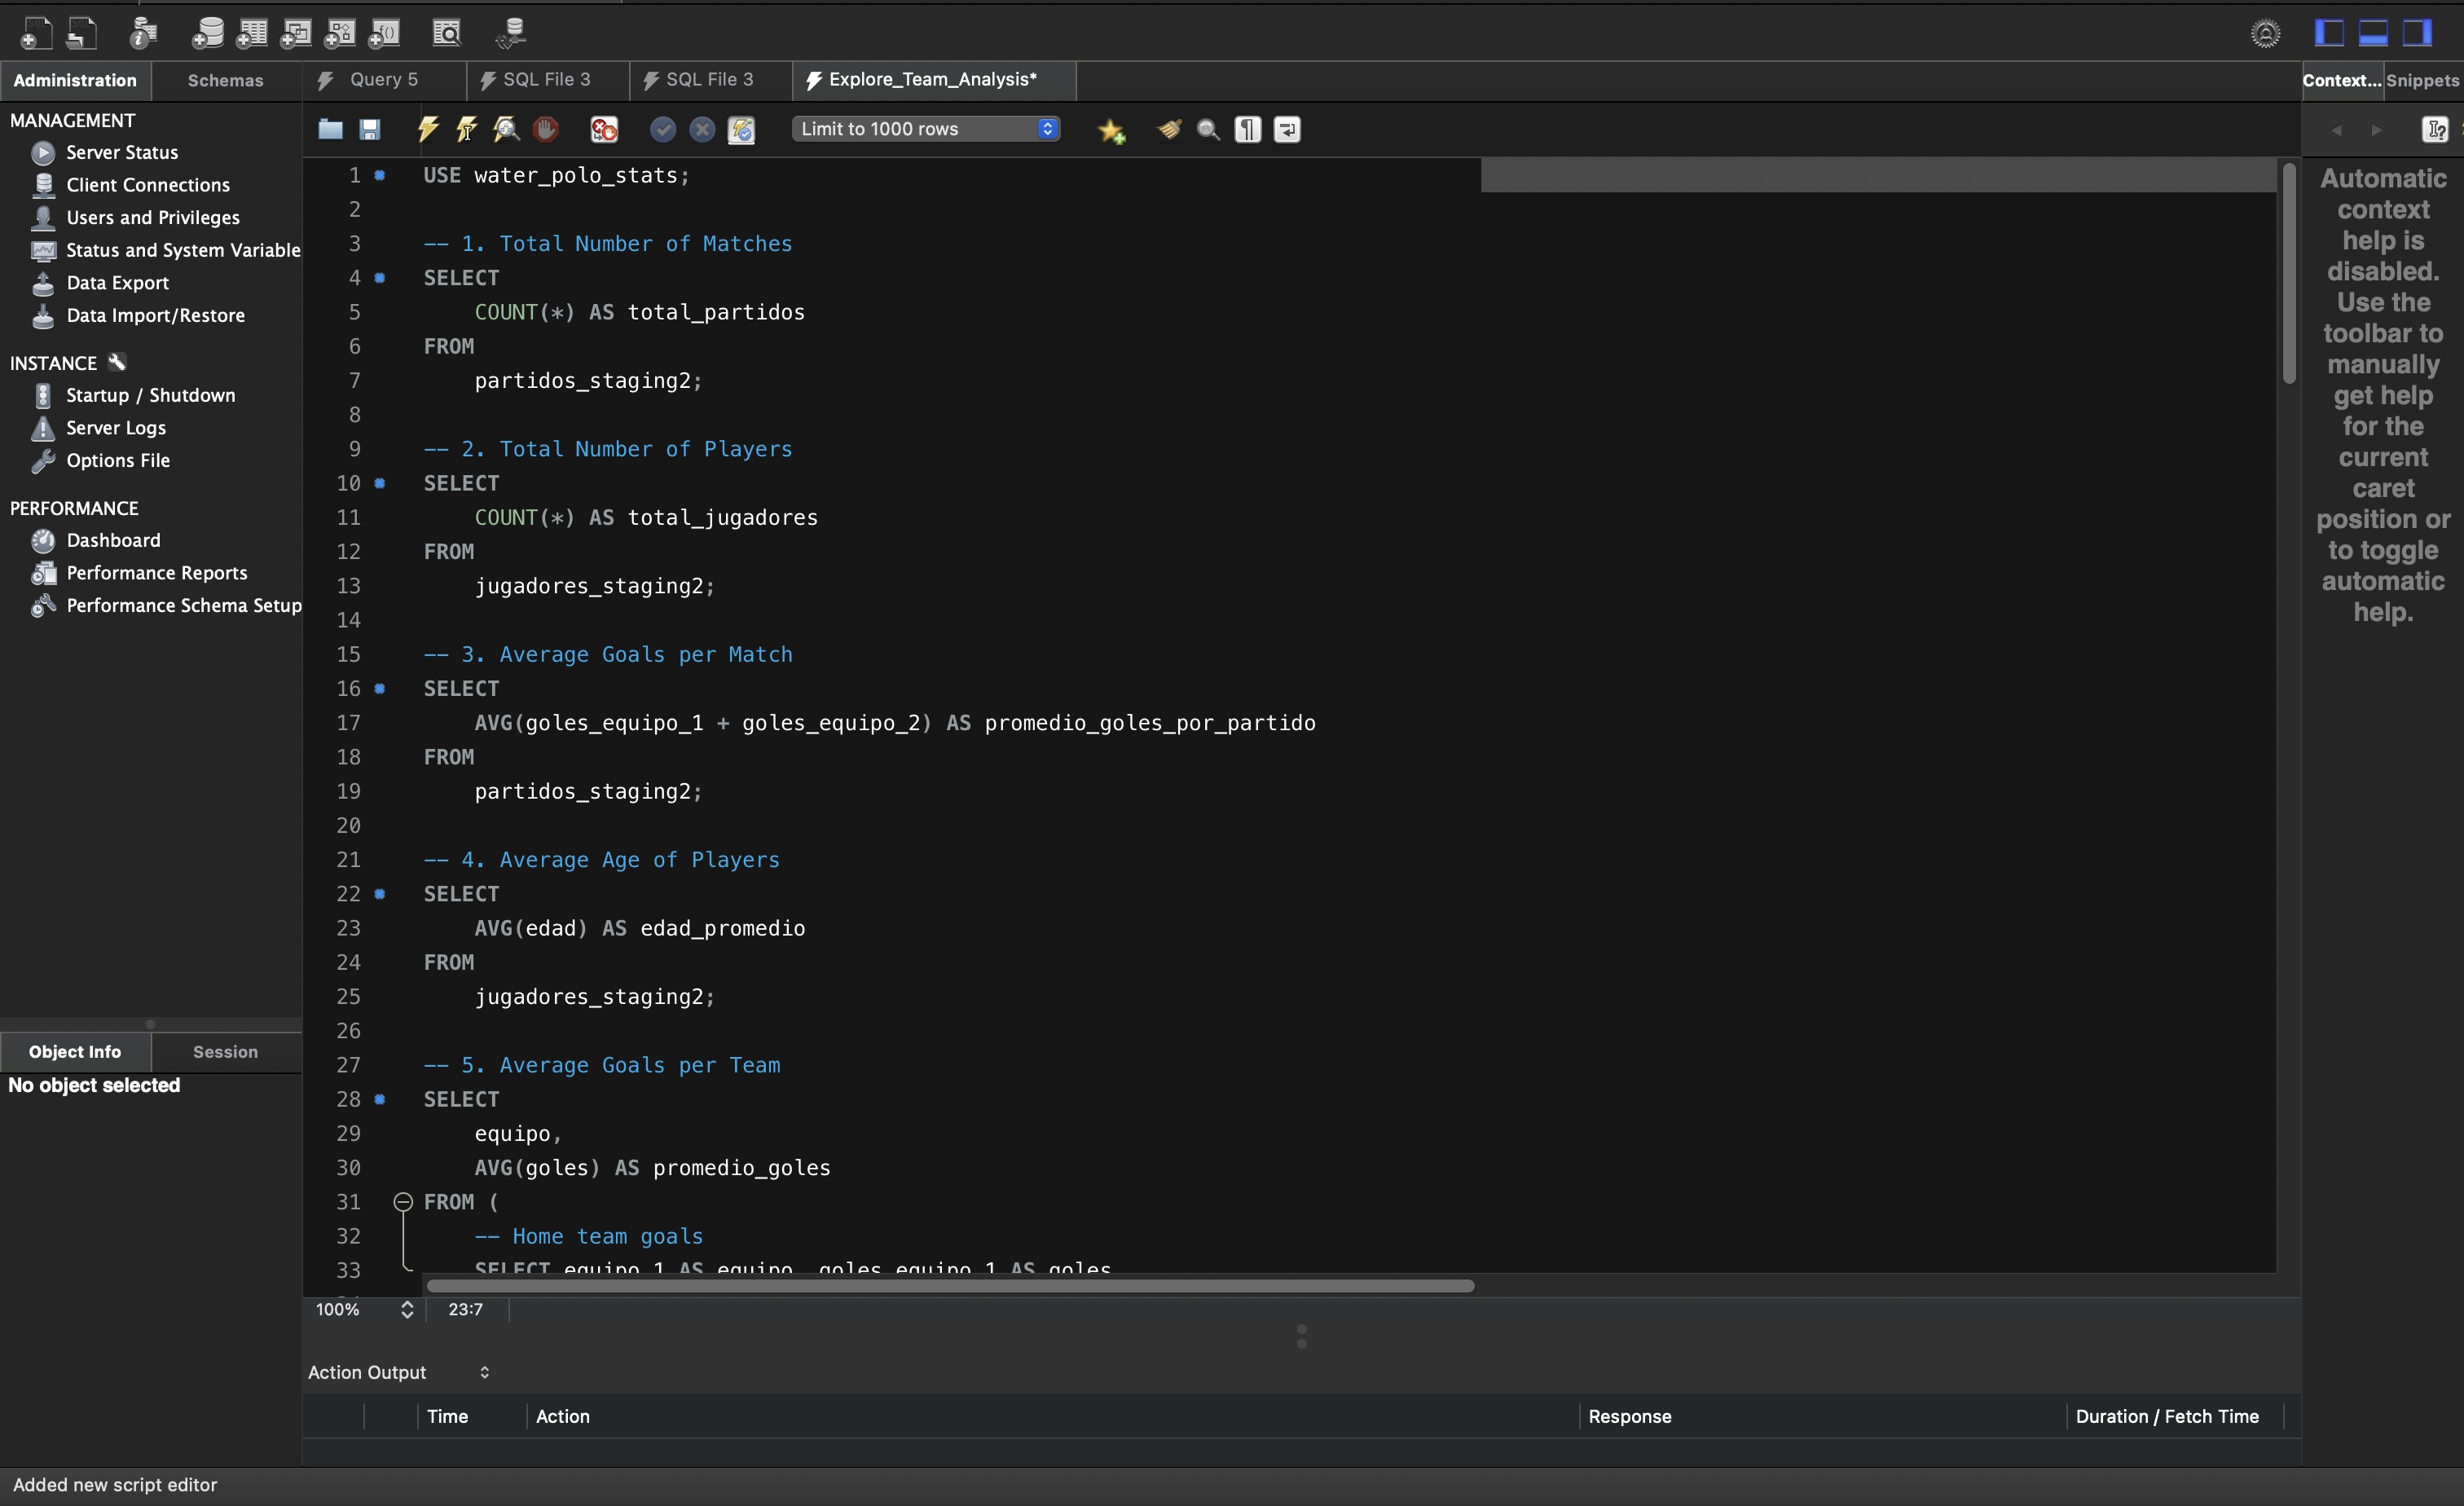 Administration
Schemas
Query 5
SQL File 3
SQL File 3
Explore_Team_Analysis*
Context...
Snippets
MANAGEMENT
Server Status
Client Connections
Users and Privileges
Status and System Variable
Data Export
Data Import/Restore
INSTANCE
Startup / Shutdown
Server Logs
Options File
PERFORMANCE
Dashboard
Performance Reports
Performance Schema Setup
Object Info
Session
No object selected
Limit to 1000 rows
1 USE water_polo_stats;
2
3 -- 1. Total Number of Matches
4 SELECT
5 COUNT(*) AS total_partidos
6 FROM
7 partidos_staging2;
8
9 -- 2. Total Number of Players
10 SELECT
11 COUNT(*) AS total_jugadores
12 FROM
13 jugadores_staging2;
14
15 -- 3. Average Goals per Match
16 SELECT
17 AVG(goles_equipo_1 + goles_equipo_2) AS promedio_goles_por_partido
18 FROM
19 partidos_staging2;
20
21 -- 4. Average Age of Players
22 SELECT
23 AVG(edad) AS edad_promedio
24 FROM
25 jugadores_staging2;
26
27 -- 5. Average Goals per Team
28 SELECT
29 equipo,
30 AVG(goles) AS promedio_goles
31 FROM (
32 -- Home team goals
33 SELECT equipo_1 AS equipo, goles_equipo_1 AS goles
100%
23:7
Action Output
Time
Action
Response
Duration / Fetch Time
Automatic
context
help is
disabled.
Use the
toolbar to
manually
get help
for the
current
caret
position or
to toggle
automatic
help.
Added new script editor